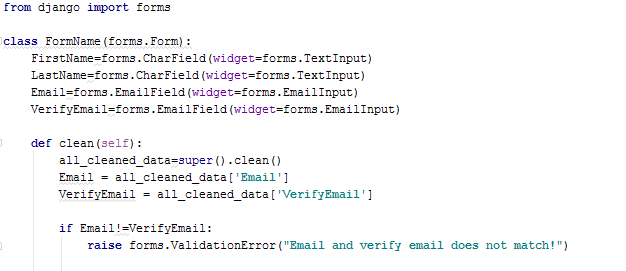 from django import forms
class FormName(forms.Form):
    FirstName=forms.CharField(widget=forms.TextInput)
    LastName=forms.CharField(widget=forms.TextInput)
    Email=forms.EmailField(widget=forms.EmailInput)
    VerifyEmail=forms.EmailField(widget=forms.EmailInput)
    def clean(self):
        all_cleaned_data=super().clean()
        Email = all_cleaned_data['Email']
        VerifyEmail = all_cleaned_data['VerifyEmail']
        if Email!=VerifyEmail:
            raise forms.ValidationError("Email and verify email does not match!")